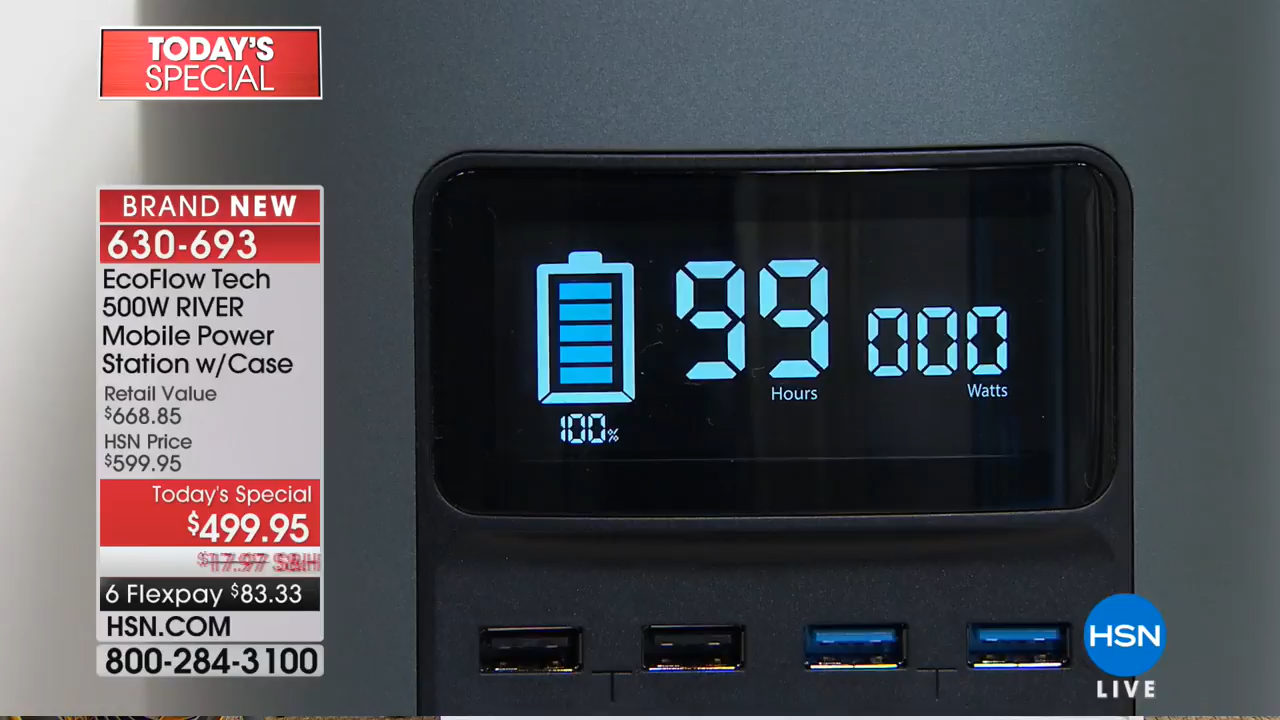 TODAY'S
SPECIAL
BRAND NEW
630-693
EcoFlow Tech
500W RIVER
Mobile Power
Station w/Case
Retail Value
$668.85
HSN Price
$599.95
Today's Special
$499.95
$17.97 S&H
6 Flexpay $83.33
HSN.COM
800-284-3100
99
Hours
000
Watts
100%
HSN
LIVE